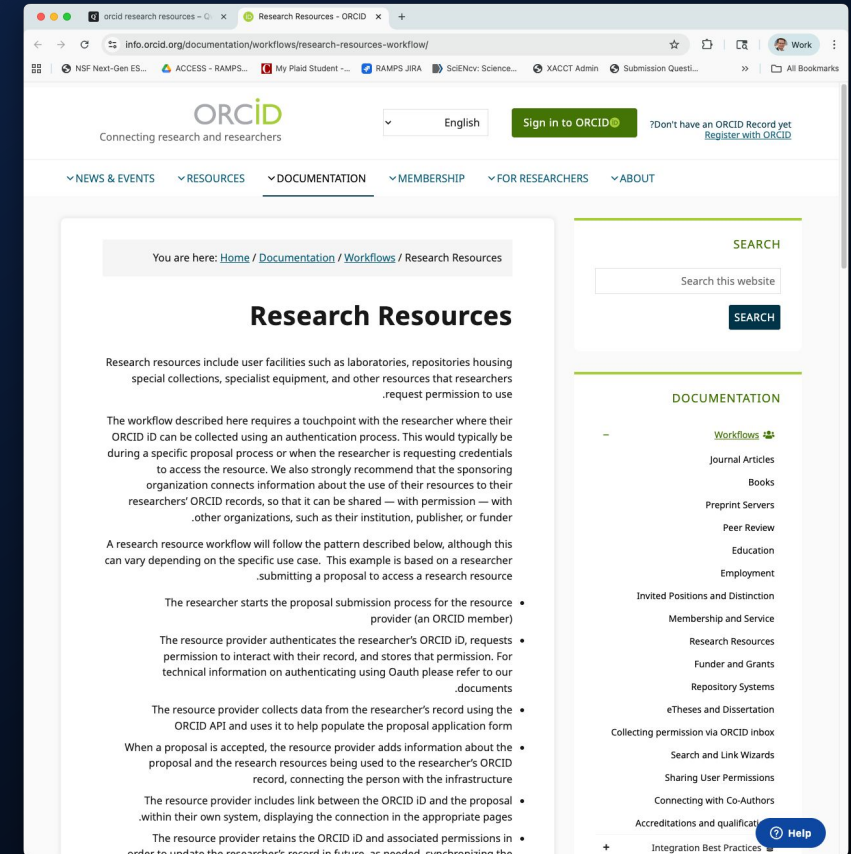 orcid research resources – Q
Research Resources - ORCID
info.orcid.org/documentation/workflows/research-resources-workflow/
Work
NSF Next-Gen ES...
ACCESS - RAMPS...
My Plaid Student -...
RAMPS JIRA
SciENcv: Science...
XACCT Admin
Submission Questi...
All Bookmarks
ORCID
Connecting research and researchers
English
Sign in to ORCID
?Don't have an ORCID Record yet
Register with ORCID
NEWS & EVENTS
RESOURCES
DOCUMENTATION
MEMBERSHIP
FOR RESEARCHERS
ABOUT
You are here: Home / Documentation / Workflows / Research Resources
Research Resources
Research resources include user facilities such as laboratories, repositories housing
special collections, specialist equipment, and other resources that researchers
.request permission to use
The workflow described here requires a touchpoint with the researcher where their
ORCID iD can be collected using an authentication process. This would typically be
during a specific proposal process or when the researcher is requesting credentials
to access the resource. We also strongly recommend that the sponsoring
organization connects information about the use of their resources to their
researchers' ORCID records, so that it can be shared — with permission — with
.other organizations, such as their institution, publisher, or funder
A research resource workflow will follow the pattern described below, although this
can vary depending on the specific use case. This example is based on a researcher
.submitting a proposal to access a research resource
The researcher starts the proposal submission process for the resource •
provider (an ORCID member)
The resource provider authenticates the researcher's ORCID iD, requests •
permission to interact with their record, and stores that permission. For
technical information on authenticating using Oauth please refer to our
.documents
The resource provider collects data from the researcher's record using the •
ORCID API and uses it to help populate the proposal application form
When a proposal is accepted, the resource provider adds information about the •
proposal and the research resources being used to the researcher's ORCID
record, connecting the person with the infrastructure
The resource provider includes link between the ORCID iD and the proposal •
.within their own system, displaying the connection in the appropriate pages
The resource provider retains the ORCID iD and associated permissions in •
order to update the researcher's record in future, as needed, synchronizing the
SEARCH
Search this website
SEARCH
DOCUMENTATION
Workflows
Journal Articles
Books
Preprint Servers
Peer Review
Education
Employment
Invited Positions and Distinction
Membership and Service
Research Resources
Funder and Grants
Repository Systems
eTheses and Dissertation
Collecting permission via ORCID inbox
Search and Link Wizards
Sharing User Permissions
Connecting with Co-Authors
Accreditations and qualificati
Integration Best Practices
Help